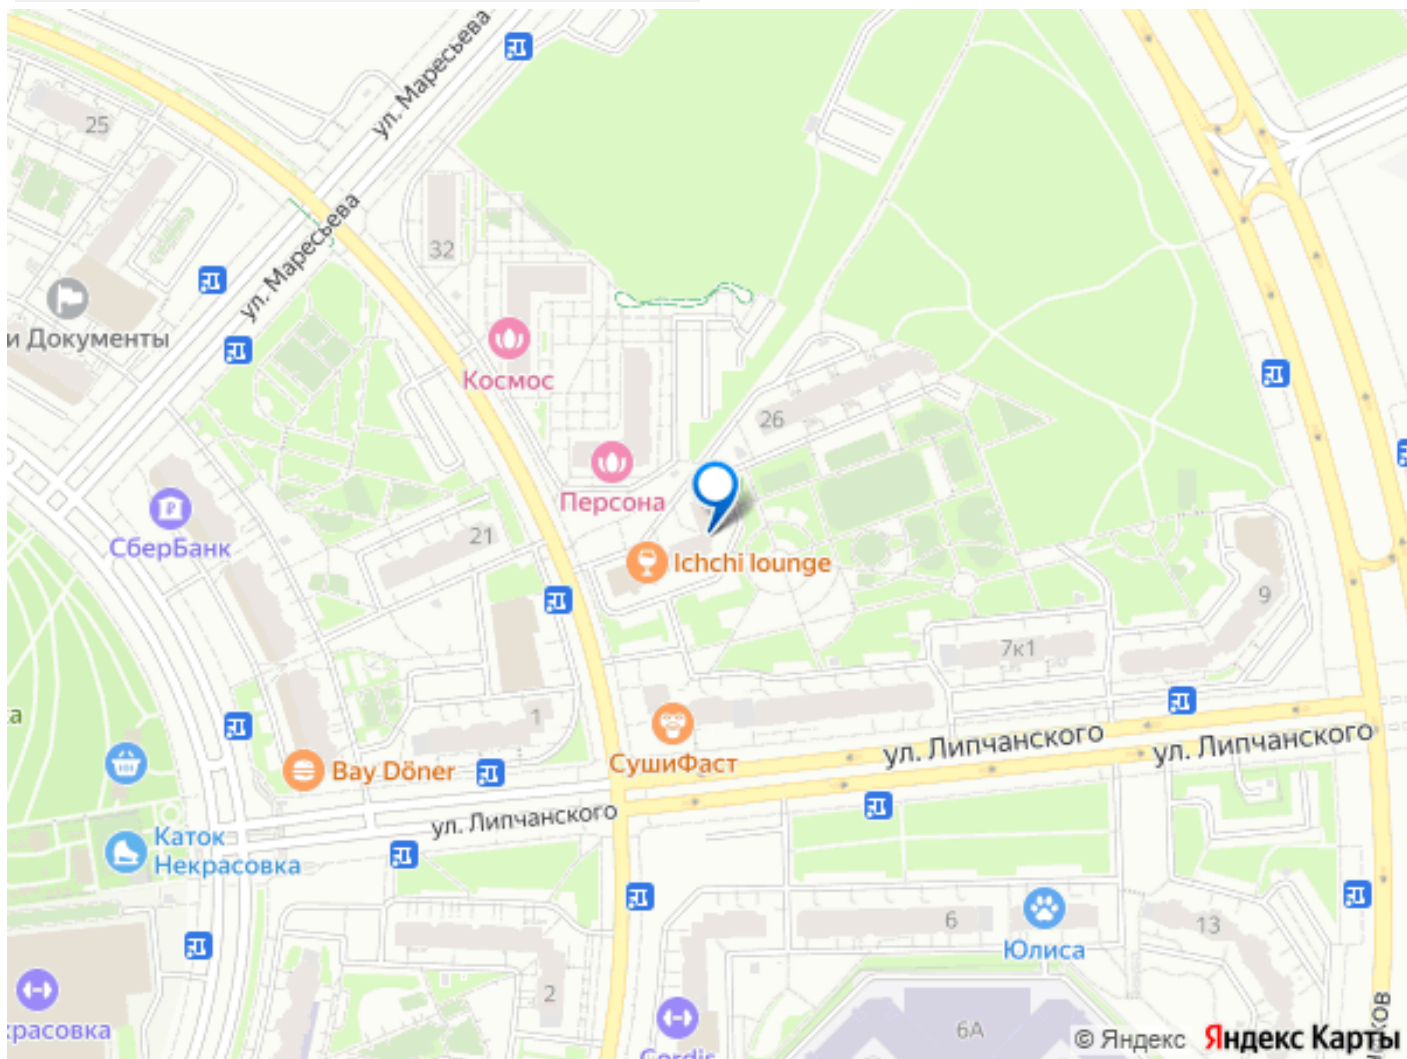 ул. Маресьева
25
ул. Маресьева
32
и Документы
Космос
26
Персона
СберБанк
21
Ichchi lounge
9
7к1
а
1
ул. Липчанского
ул. Липчанского
СушиФаст
Bay Döner
ул. Липчанского
Каток
Некрасовка
6
13
Юлиса
2
красовка
6А
Gordis
© Яндекс Яндекс Карты